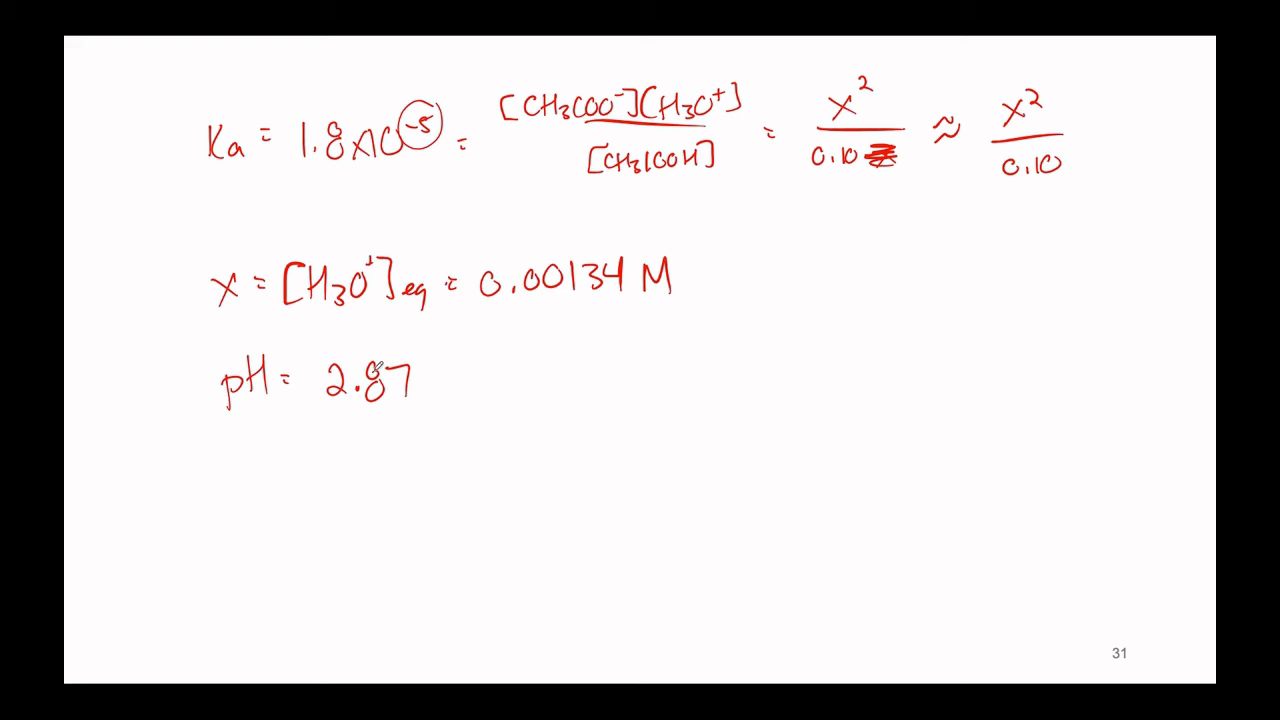 Ka = 1.8x10^-5 = [CH3COO^-][H3O^+] / [CH3COOH] = x^2 / 0.10 ≈ x^2 / 0.10
x = [H3O^+]eq = 0.00134 M
pH = 2.87
31